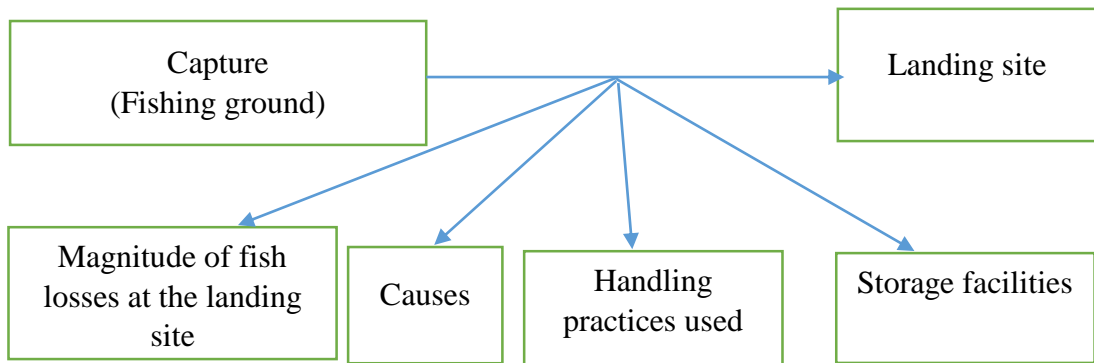 Capture
(Fishing ground)
Landing site
Magnitude of fish
losses at the landing
site
Causes
Handling
practices used
Storage facilities